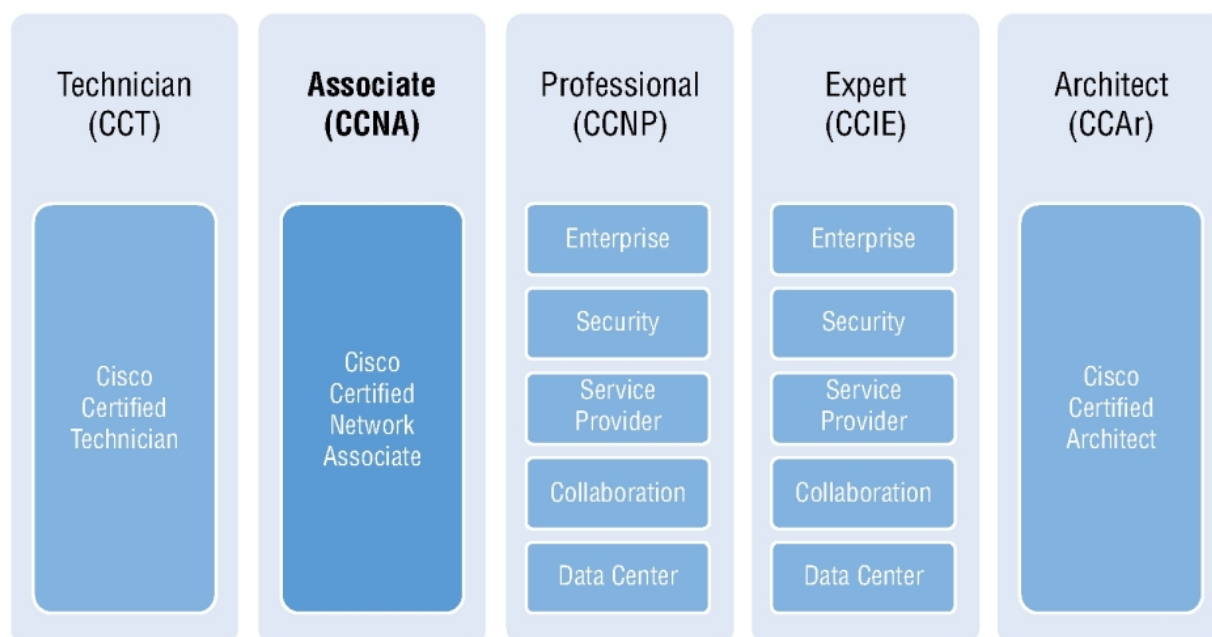 Technician
(CCT)
Cisco
Certified
Technician
Associate
(CCNA)
Cisco
Certified
Network
Associate
Professional
(CCNP)
Enterprise
Security
Service
Provider
Collaboration
Data Center
Expert
(CCIE)
Enterprise
Security
Service
Provider
Collaboration
Data Center
Architect
(CCAr)
Cisco
Certified
Architect